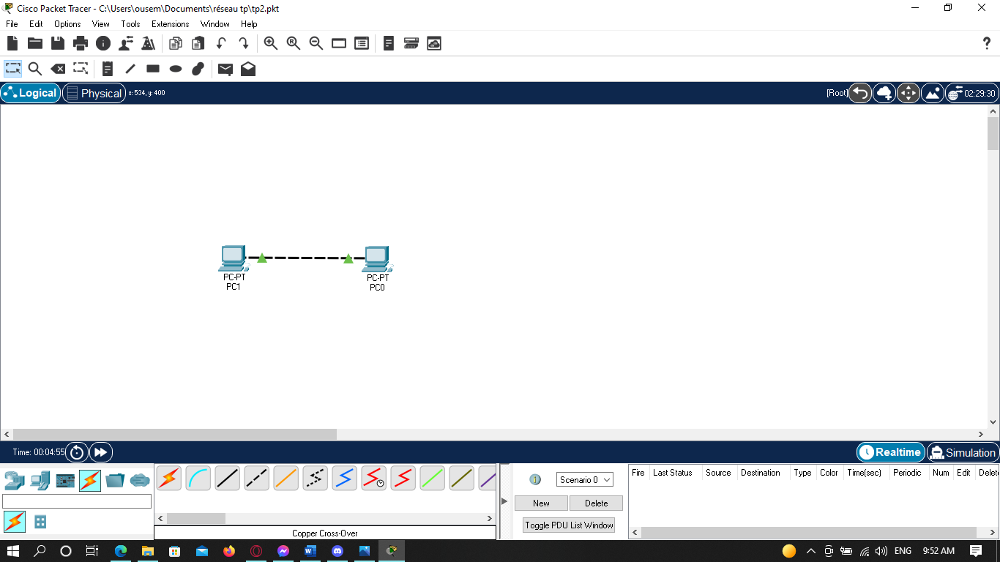 Cisco Packet Tracer - C:\Users\ousem\Documents\réseau tp\tp2.pkt
File Edit Options View Tools Extensions Window Help
?
Logical Physical x: 534, y: 400 [Root] 02:29:30
PC-PT
PC1
PC-PT
PC0
Time: 00:04:55 Realtime Simulation
Scenario 0
New Delete
Toggle PDU List Window
Fire Last Status Source Destination Type Color Time(sec) Periodic Num Edit Delet
Copper Cross-Over
ENG 9:52 AM